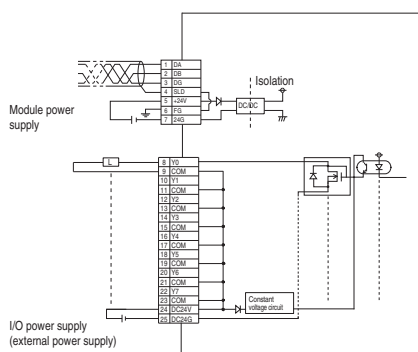 1 DA
2 DB
3 DG
4 SLD
5 +24V
6 FG
7 24G
Isolation
DC/DC
Module power
supply
L
8 Y0
9 COM
10 Y1
11 COM
12 Y2
13 COM
14 Y3
15 COM
16 Y4
17 COM
18 Y5
19 COM
20 Y6
21 COM
22 Y7
23 COM
24 DC24V
25 DC24G
Constant
voltage circuit
I/O power supply
(external power supply)